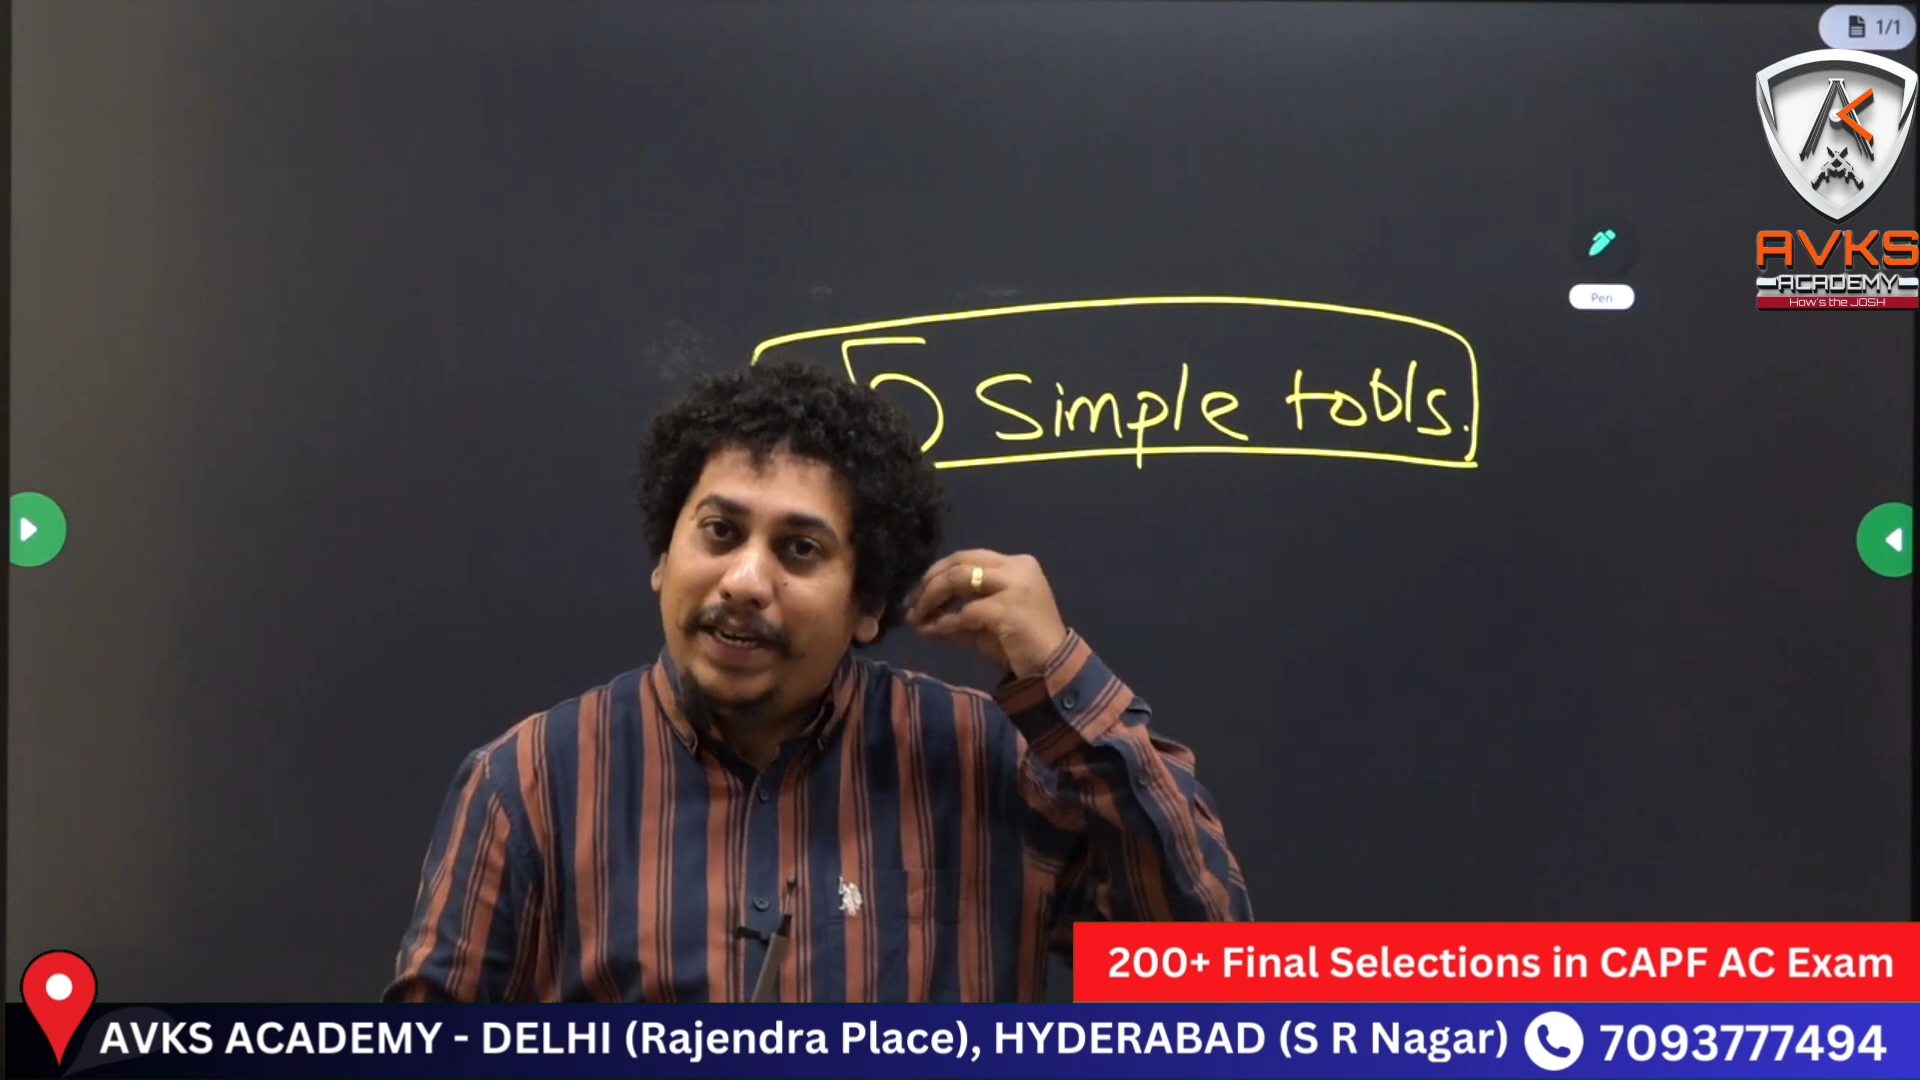 1/1
AVKS
ACADEMY
How's the JOSH
Pen
5 Simple tools.
200+ Final Selections in CAPF AC Exam
AVKS ACADEMY - DELHI (Rajendra Place), HYDERABAD (S R Nagar) 7093777494